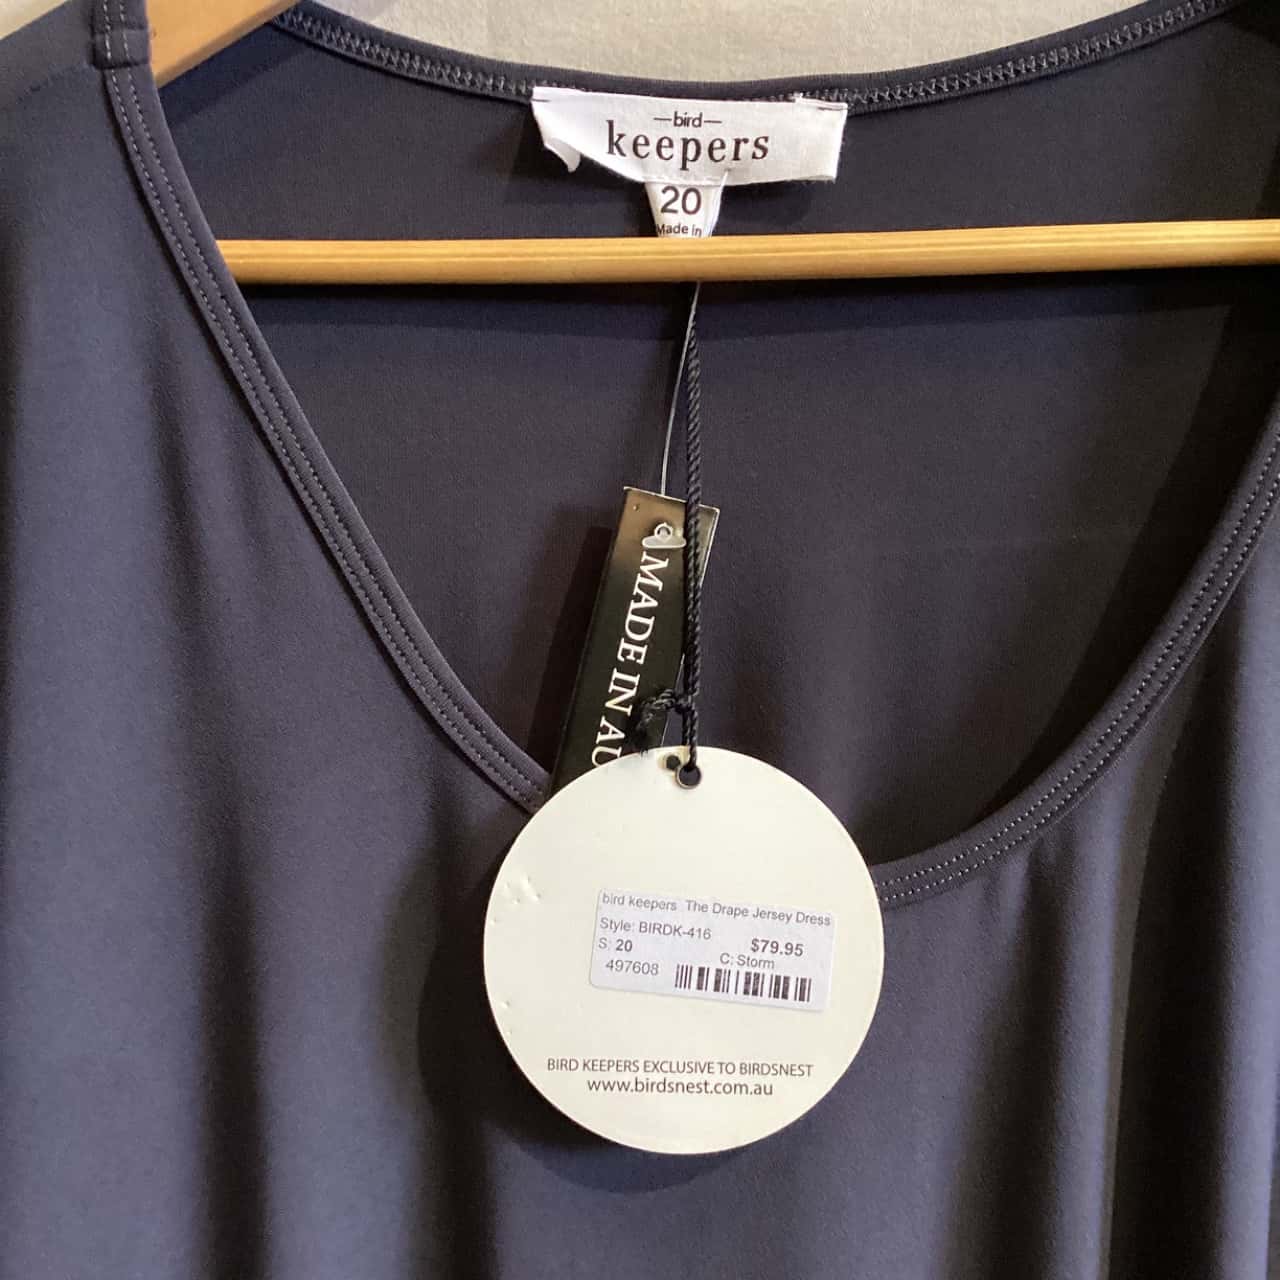 —bird—
keepers
20
Made in
MADE IN AU
bird keepers The Drape Jersey Dress
Style: BIRDK-416
S: 20 $79.95
C: Storm
497608
BIRD KEEPERS EXCLUSIVE TO BIRDSNEST
www.birdsnest.com.au